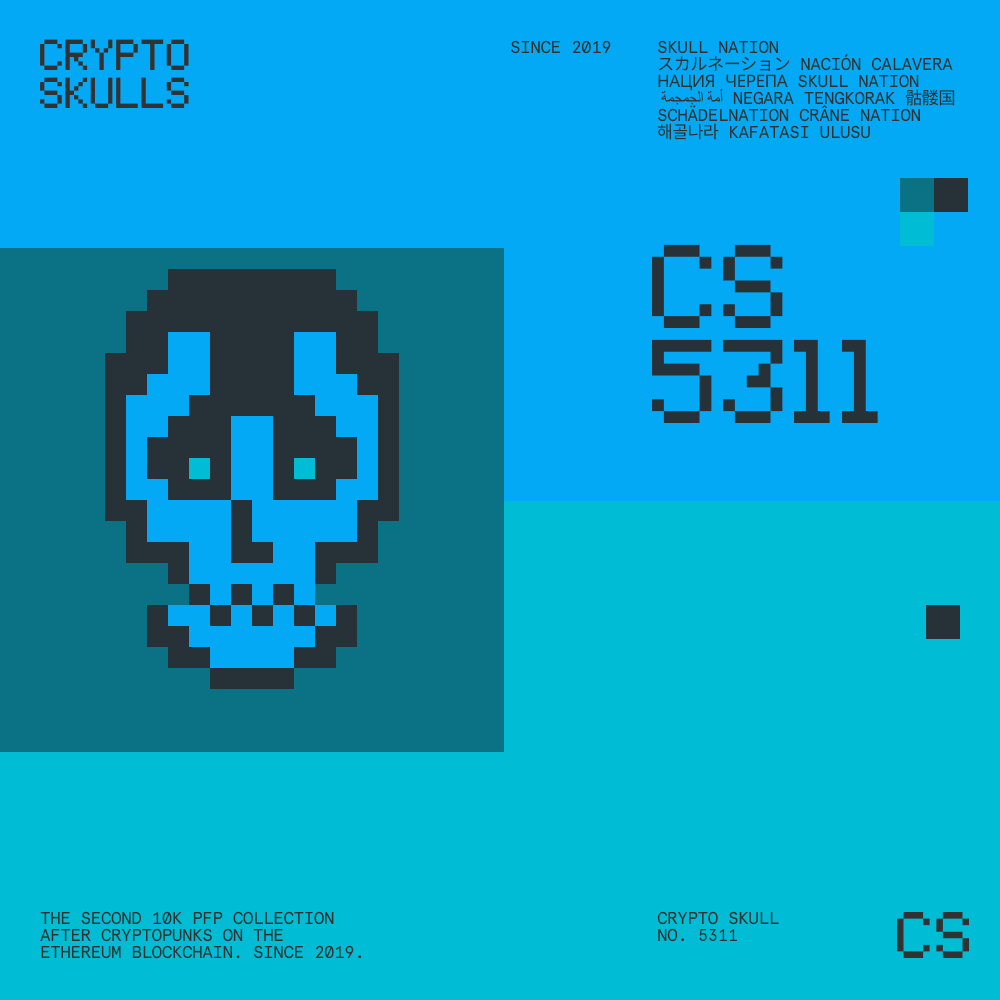 CRYPTO
SKULLS
SINCE 2019
SKULL NATION
スカルネーション NACIÓN CALAVERA
НАЦИЯ ЧЕРЕПА SKULL NATION
أمة الجمجمة NEGARA TENGKORAK 骷髅国
SCHÄDELNATION CRÂNE NATION
해골나라 KAFATASI ULUSU
CS
5311
THE SECOND 10K PFP COLLECTION
AFTER CRYPTOPUNKS ON THE
ETHEREUM BLOCKCHAIN. SINCE 2019.
CRYPTO SKULL
NO. 5311
CS